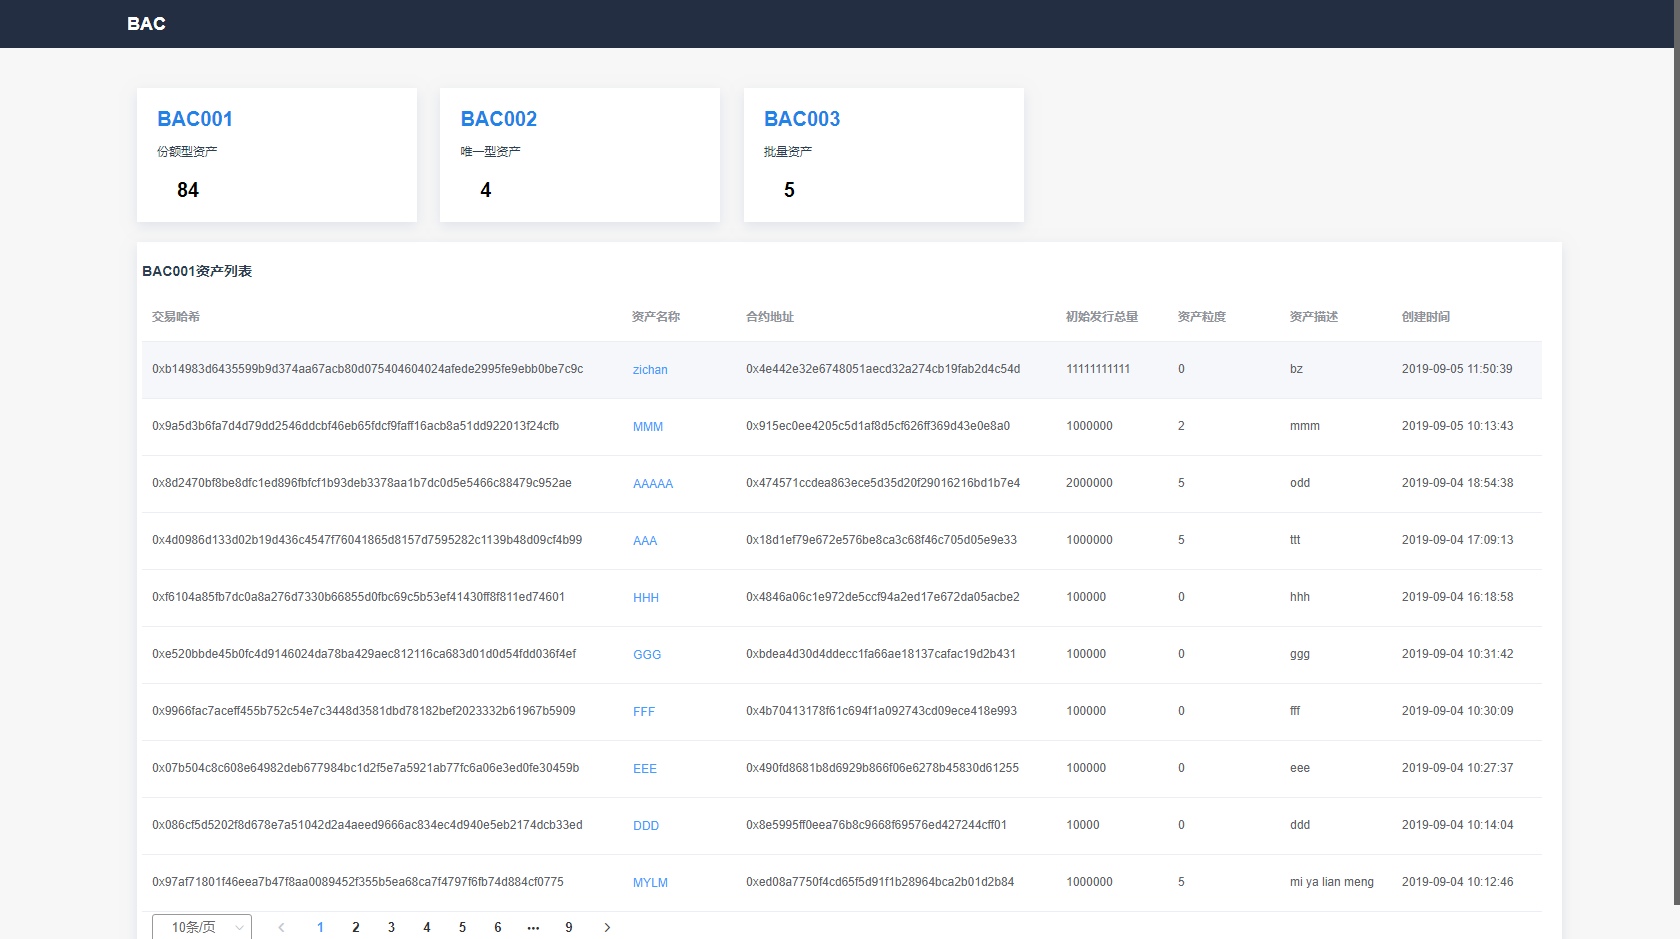 BAC
BAC001 BAC002 BAC003
份额型资产 唯一型资产 批量资产
84 4 5
BAC001资产列表
交易哈希 资产名称 合约地址 初始发行总量 资产粒度 资产描述 创建时间
0xb14983d6435599b9d374aa67acb80d075404604024afede2995fe9ebb0be7c9c zichan 0x4e442e32e6748051aecd32a274cb19fab2d4c54d 11111111111 0 bz 2019-09-05 11:50:39
0x9a5d3b6fa7d4d79dd2546ddcbf46eb65fdcf9faff16acb8a51dd922013f24cfb MMM 0x915ec0ee4205c5d1af8d5cf626ff369d43e0e8a0 1000000 2 mmm 2019-09-05 10:13:43
0x8d2470bf8be8dfc1ed896fbfcf1b93deb3378aa1b7dc0d5e5466c88479c952ae AAAAA 0x474571ccdea863ece5d35d20f29016216bd1b7e4 2000000 5 odd 2019-09-04 18:54:38
0x4d0986d133d02b19d436c4547f76041865d8157d7595282c1139b48d09cf4b99 AAA 0x18d1ef79e672e576be8ca3c68f46c705d05e9e33 1000000 5 ttt 2019-09-04 17:09:13
0xf6104a85fb7dc0a8a276d7330b66855d0fbc69c5b53ef41430ff8f811ed74601 HHH 0x4846a06c1e972de5ccf94a2ed17e672da05acbe2 100000 0 hhh 2019-09-04 16:18:58
0xe520bbde45b0fc4d9146024da78ba429aec812116ca683d01d0d54fdd036f4ef GGG 0xbdea4d30d4ddecc1fa66ae18137cafac19d2b431 100000 0 ggg 2019-09-04 10:31:42
0x9966fac7aceff455b752c54e7c3448d3581dbd78182bef2023332b61967b5909 FFF 0x4b70413178f61c694f1a092743cd09ece418e993 100000 0 fff 2019-09-04 10:30:09
0x07b504c8c608e64982deb677984bc1d2f5e7a5921ab77fc6a06e3ed0fe30459b EEE 0x490fd8681b8d6929b866f06e6278b45830d61255 100000 0 eee 2019-09-04 10:27:37
0x086cf5d5202f8d678e7a51042d2a4aeed9666ac834ec4d940e5eb2174dcb33ed DDD 0x8e5995ff0eea76b8c9668f69576ed427244cff01 10000 0 ddd 2019-09-04 10:14:04
0x97af71801f46eea7b47f8aa0089452f355b5ea68ca7f4797f6fb74d884cf0775 MYLM 0xed08a7750f4cd65f5d91f1b28964bca2b01d2b84 1000000 5 mi ya lian meng 2019-09-04 10:12:46
10条/页 1 2 3 4 5 6 ••• 9